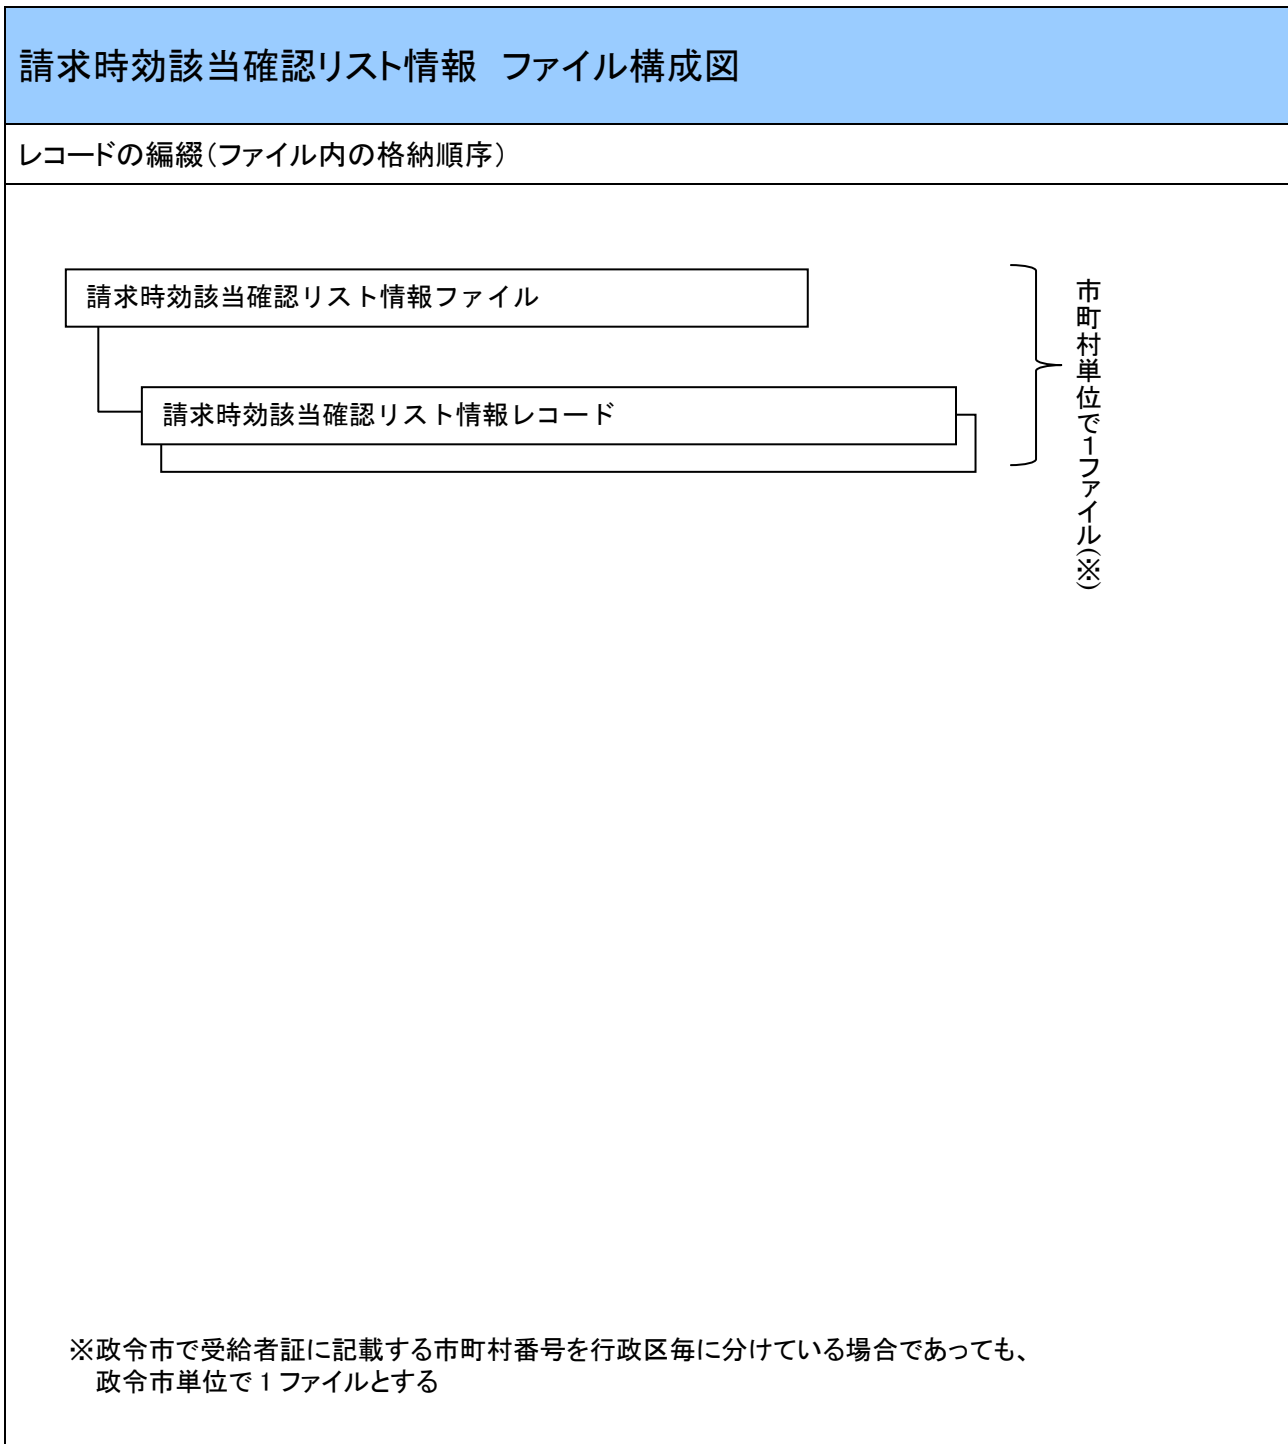 請求時効該当確認リスト情報　ファイル構成図
レコードの編綴（ファイル内の格納順序）
請求時効該当確認リスト情報ファイル
請求時効該当確認リスト情報レコード
市町村単位で１ファイル（※）
※政令市で受給者証に記載する市町村番号を行政区毎に分けている場合であっても、
政令市単位で１ファイルとする